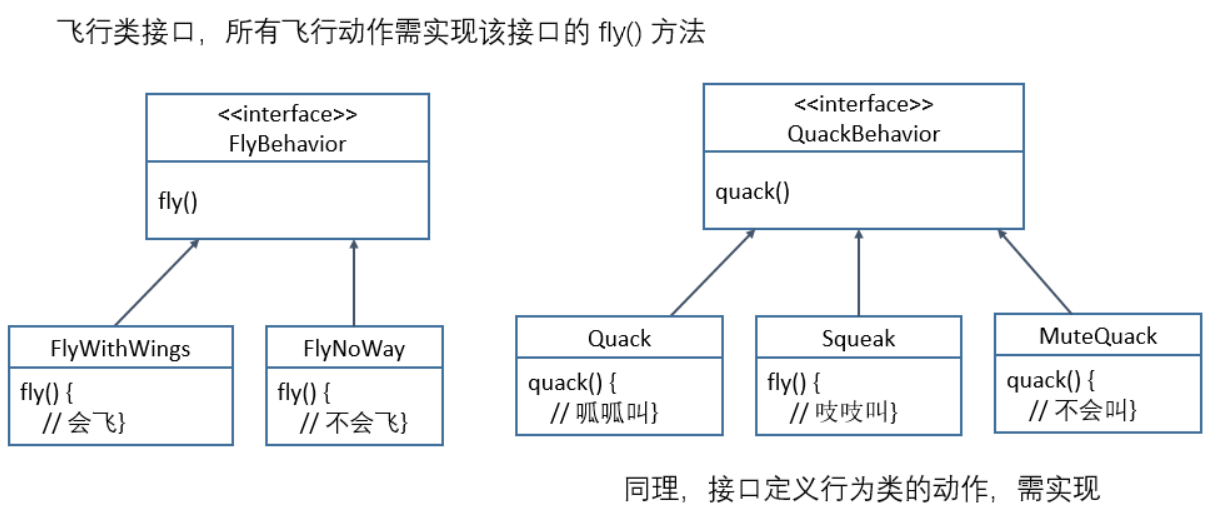 飞行类接口，所有飞行动作需实现该接口的 fly() 方法
<<interface>>
FlyBehavior
fly()
<<interface>>
QuackBehavior
quack()
FlyWithWings
fly() {
// 会飞}
FlyNoWay
fly() {
// 不会飞}
Quack
quack() {
// 呱呱叫}
Squeak
fly() {
// 吱吱叫}
MuteQuack
quack() {
// 不会叫}
同理，接口定义行为类的动作，需实现